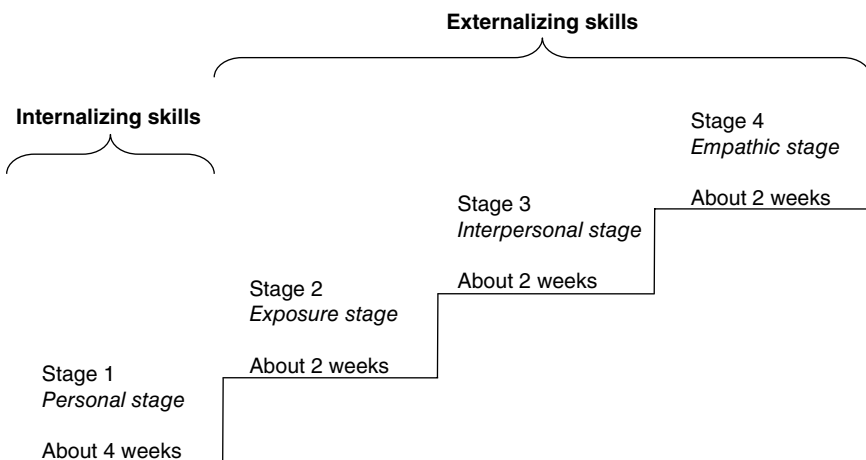 Externalizing skills
Internalizing skills
Stage 4
Empathic stage
About 2 weeks
Stage 3
Interpersonal stage
About 2 weeks
Stage 2
Exposure stage
About 2 weeks
Stage 1
Personal stage
About 4 weeks